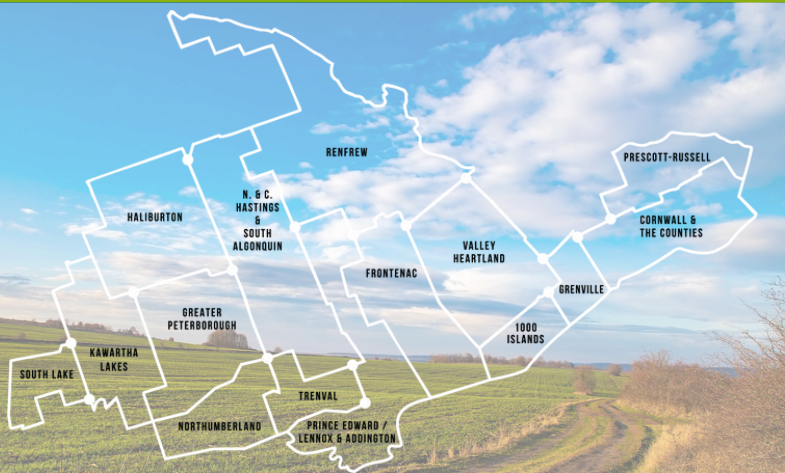 RENFREW
PRESCOTT-RUSSELL
N. & C.
HASTINGS
&
SOUTH
ALGONQUIN
HALIBURTON
CORNWALL &
THE COUNTIES
VALLEY
HEARTLAND
FRONTENAC
GRENVILLE
GREATER
PETERBOROUGH
1000
ISLANDS
KAWARTHA
LAKES
SOUTH LAKE
TRENVAL
NORTHUMBERLAND
PRINCE EDWARD /
LENNOX & ADDINGTON